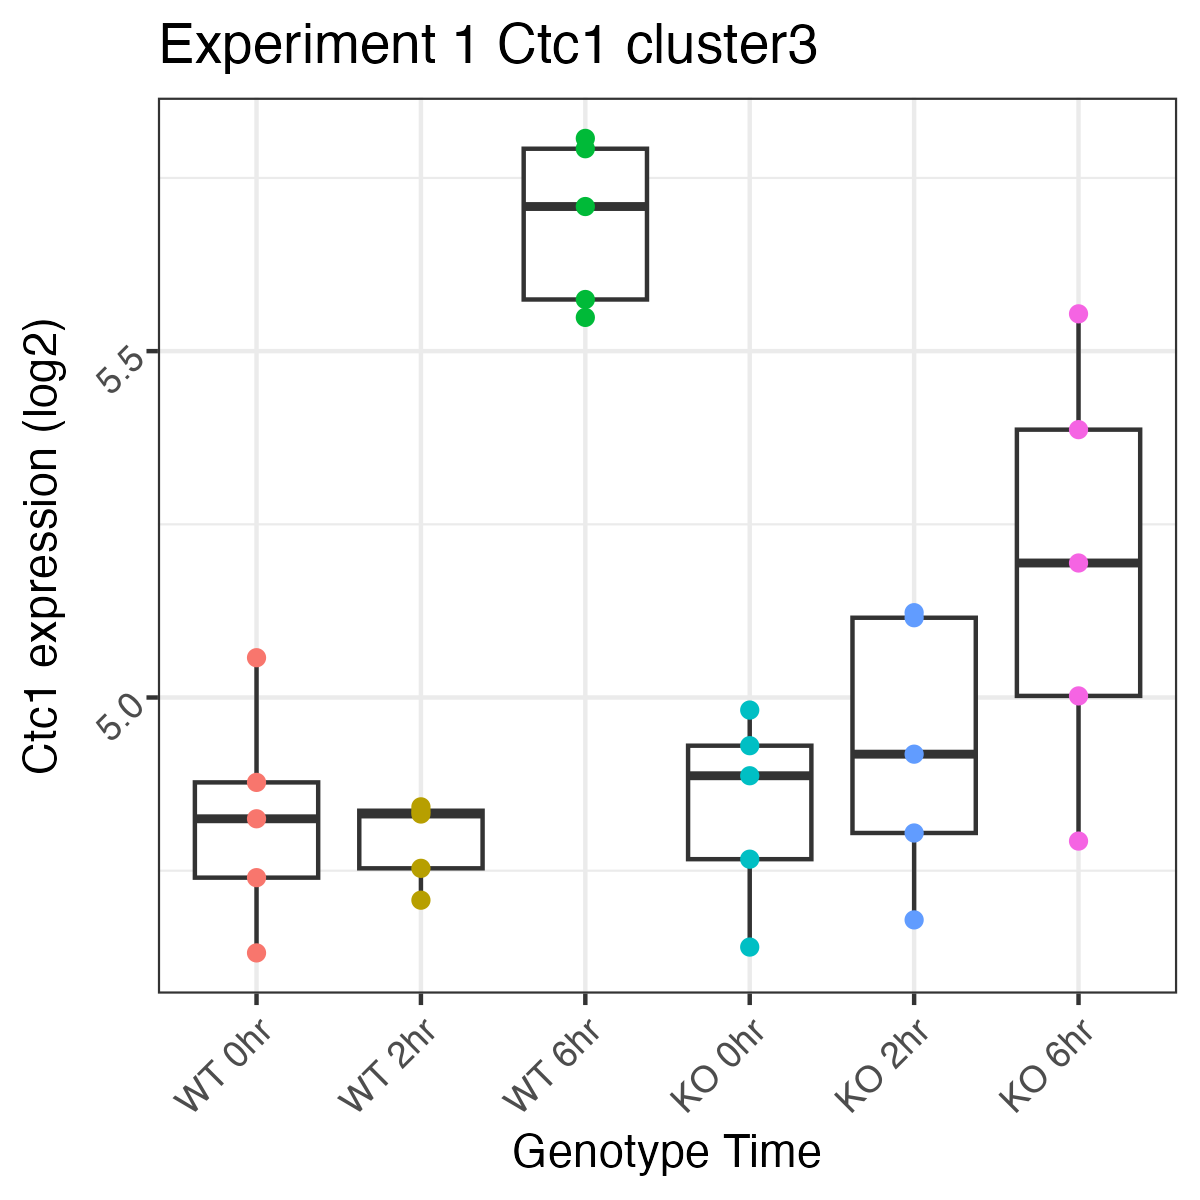 Experiment 1 Ctc1 cluster3
Ctc1 expression (log2)
5.5
5.0
WT 0hr
WT 2hr
WT 6hr
KO 0hr
KO 2hr
KO 6hr
Genotype Time